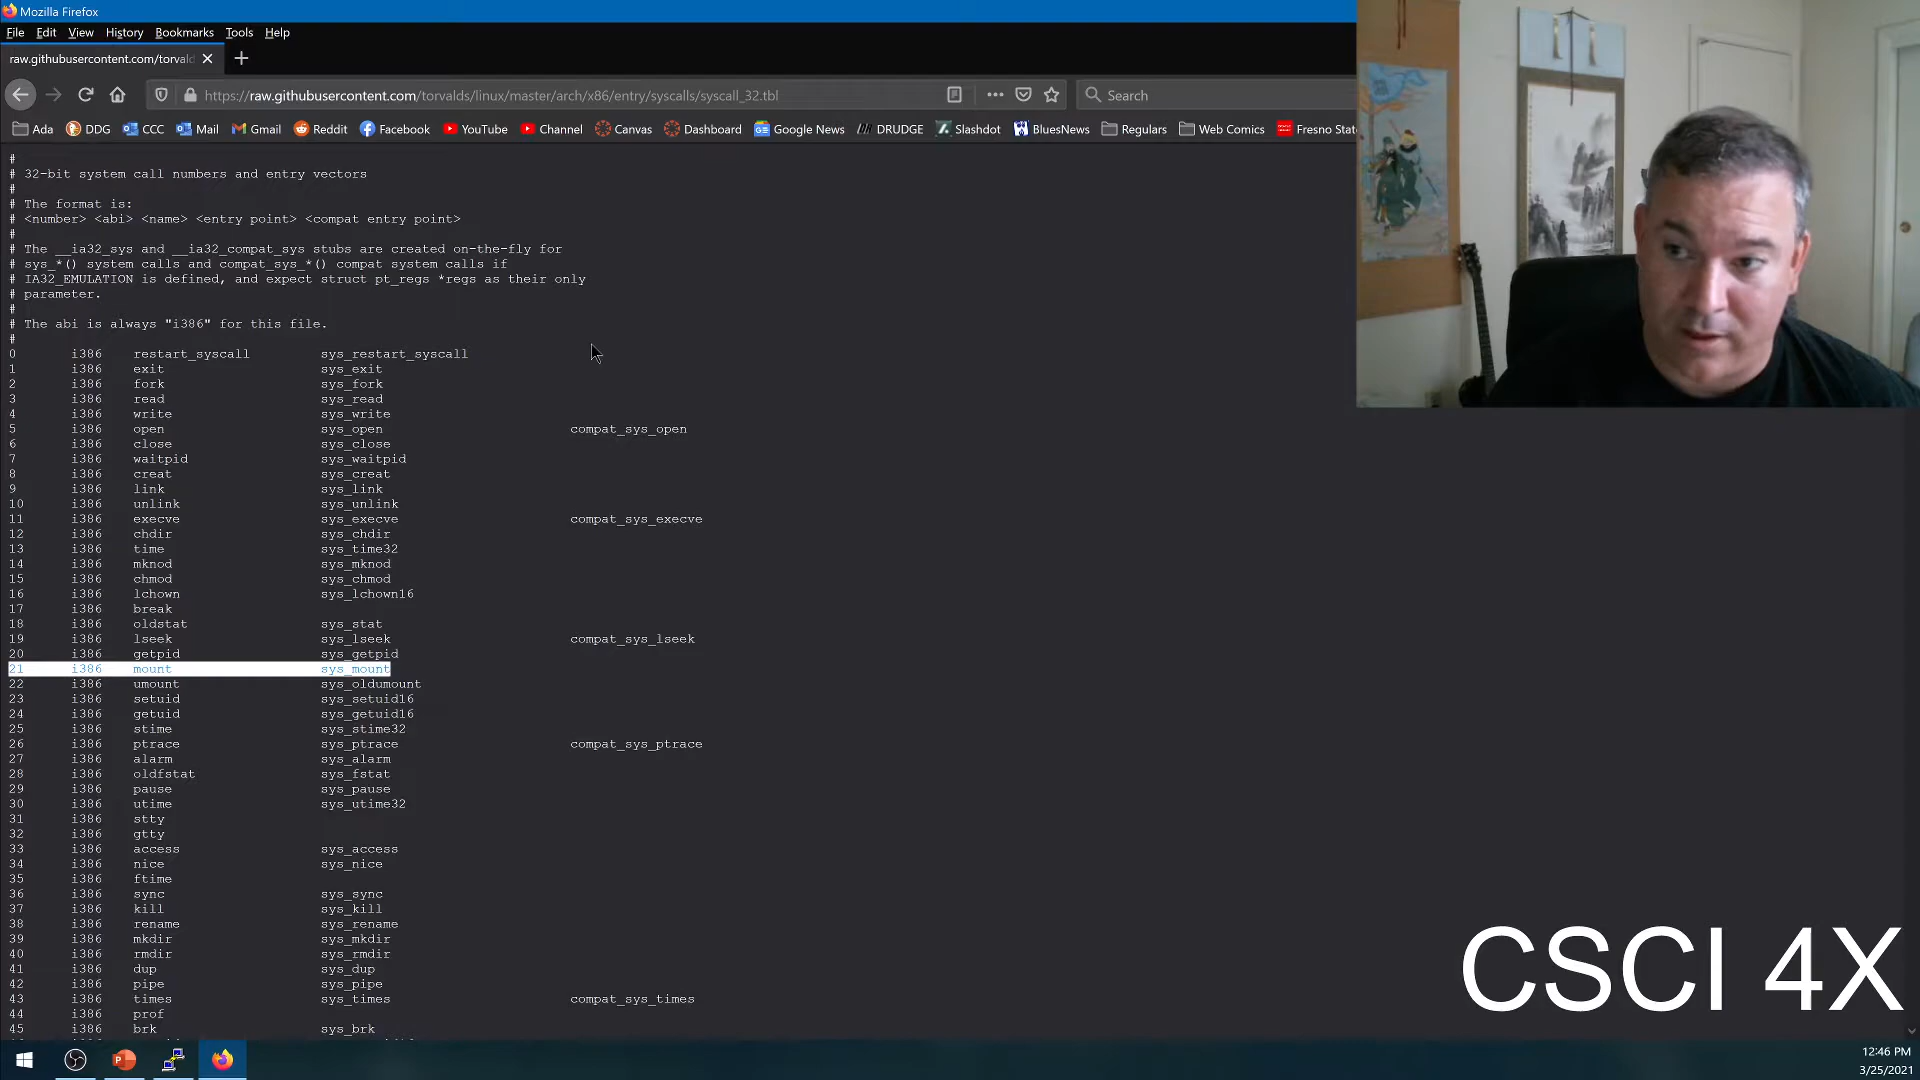 Mozilla Firefox
File Edit View History Bookmarks Tools Help
raw.githubusercontent.com/torvald
https://raw.githubusercontent.com/torvalds/linux/master/arch/x86/entry/syscalls/syscall_32.tbl Search
Ada DDG CCC Mail Gmail Reddit Facebook YouTube Channel Canvas Dashboard Google News DRUDGE Slashdot BluesNews Regulars Web Comics Fresno State
#
# 32-bit system call numbers and entry vectors
#
# The format is:
# <number> <abi> <name> <entry point> <compat entry point>
#
# The __ia32_sys and __ia32_compat_sys stubs are created on-the-fly for
# sys_*() system calls and compat_sys_*() compat system calls if
# IA32_EMULATION is defined, and expect struct pt_regs *regs as their only
# parameter.
#
# The abi is always "i386" for this file.
#
0 i386 restart_syscall sys_restart_syscall
1 i386 exit sys_exit
2 i386 fork sys_fork
3 i386 read sys_read
4 i386 write sys_write
5 i386 open sys_open compat_sys_open
6 i386 close sys_close
7 i386 waitpid sys_waitpid
8 i386 creat sys_creat
9 i386 link sys_link
10 i386 unlink sys_unlink
11 i386 execve sys_execve compat_sys_execve
12 i386 chdir sys_chdir
13 i386 time sys_time32
14 i386 mknod sys_mknod
15 i386 chmod sys_chmod
16 i386 lchown sys_lchown16
17 i386 break
18 i386 oldstat sys_stat
19 i386 lseek sys_lseek compat_sys_lseek
20 i386 getpid sys_getpid
21 i386 mount sys_mount
22 i386 umount sys_oldumount
23 i386 setuid sys_setuid16
24 i386 getuid sys_getuid16
25 i386 stime sys_stime32
26 i386 ptrace sys_ptrace compat_sys_ptrace
27 i386 alarm sys_alarm
28 i386 oldfstat sys_fstat
29 i386 pause sys_pause
30 i386 utime sys_utime32
31 i386 stty
32 i386 gtty
33 i386 access sys_access
34 i386 nice sys_nice
35 i386 ftime
36 i386 sync sys_sync
37 i386 kill sys_kill
38 i386 rename sys_rename
39 i386 mkdir sys_mkdir
40 i386 rmdir sys_rmdir
41 i386 dup sys_dup
42 i386 pipe sys_pipe
43 i386 times sys_times compat_sys_times
44 i386 prof
45 i386 brk sys_brk
CSCI 4X
12:46 PM
3/25/2021